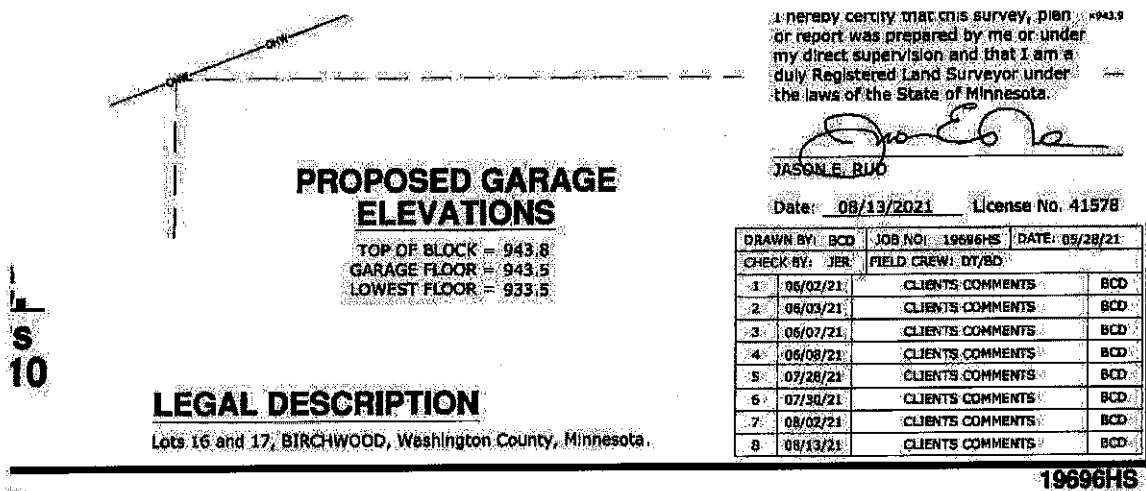 OHW
OHW
I hereby certify that this survey, plan
×943.9
or report was prepared by me or under
my direct supervision and that I am a
duly Registered Land Surveyor under
the laws of the State of Minnesota.
JASON E. RUD
Date: 08/13/2021 License No. 41578
PROPOSED GARAGE
ELEVATIONS
TOP OF BLOCK = 943.8
GARAGE FLOOR = 943.5
LOWEST FLOOR = 933.5
DRAWN BY: BCD JOB NO: 19696HS DATE: 05/28/21
CHECK BY: JER FIELD CREW: DT/BD
1 06/02/21 CLIENTS COMMENTS BCD
2 06/03/21 CLIENTS COMMENTS BCD
3 06/07/21 CLIENTS COMMENTS BCD
4 06/08/21 CLIENTS COMMENTS BCD
5 07/28/21 CLIENTS COMMENTS BCD
6 07/30/21 CLIENTS COMMENTS BCD
7 08/02/21 CLIENTS COMMENTS BCD
8 08/13/21 CLIENTS COMMENTS BCD
S
10
LEGAL DESCRIPTION
Lots 16 and 17, BIRCHWOOD, Washington County, Minnesota.
19696HS